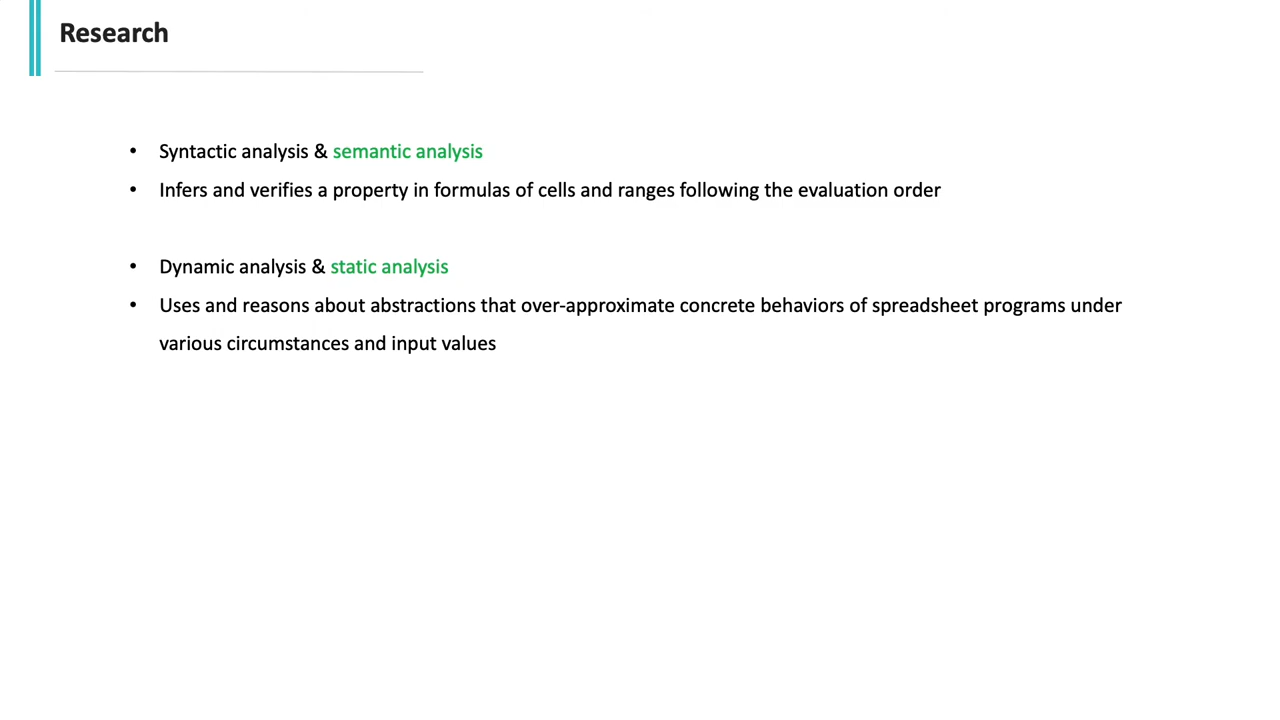 Research
• Syntactic analysis & semantic analysis
• Infers and verifies a property in formulas of cells and ranges following the evaluation order
• Dynamic analysis & static analysis
• Uses and reasons about abstractions that over-approximate concrete behaviors of spreadsheet programs under
various circumstances and input values